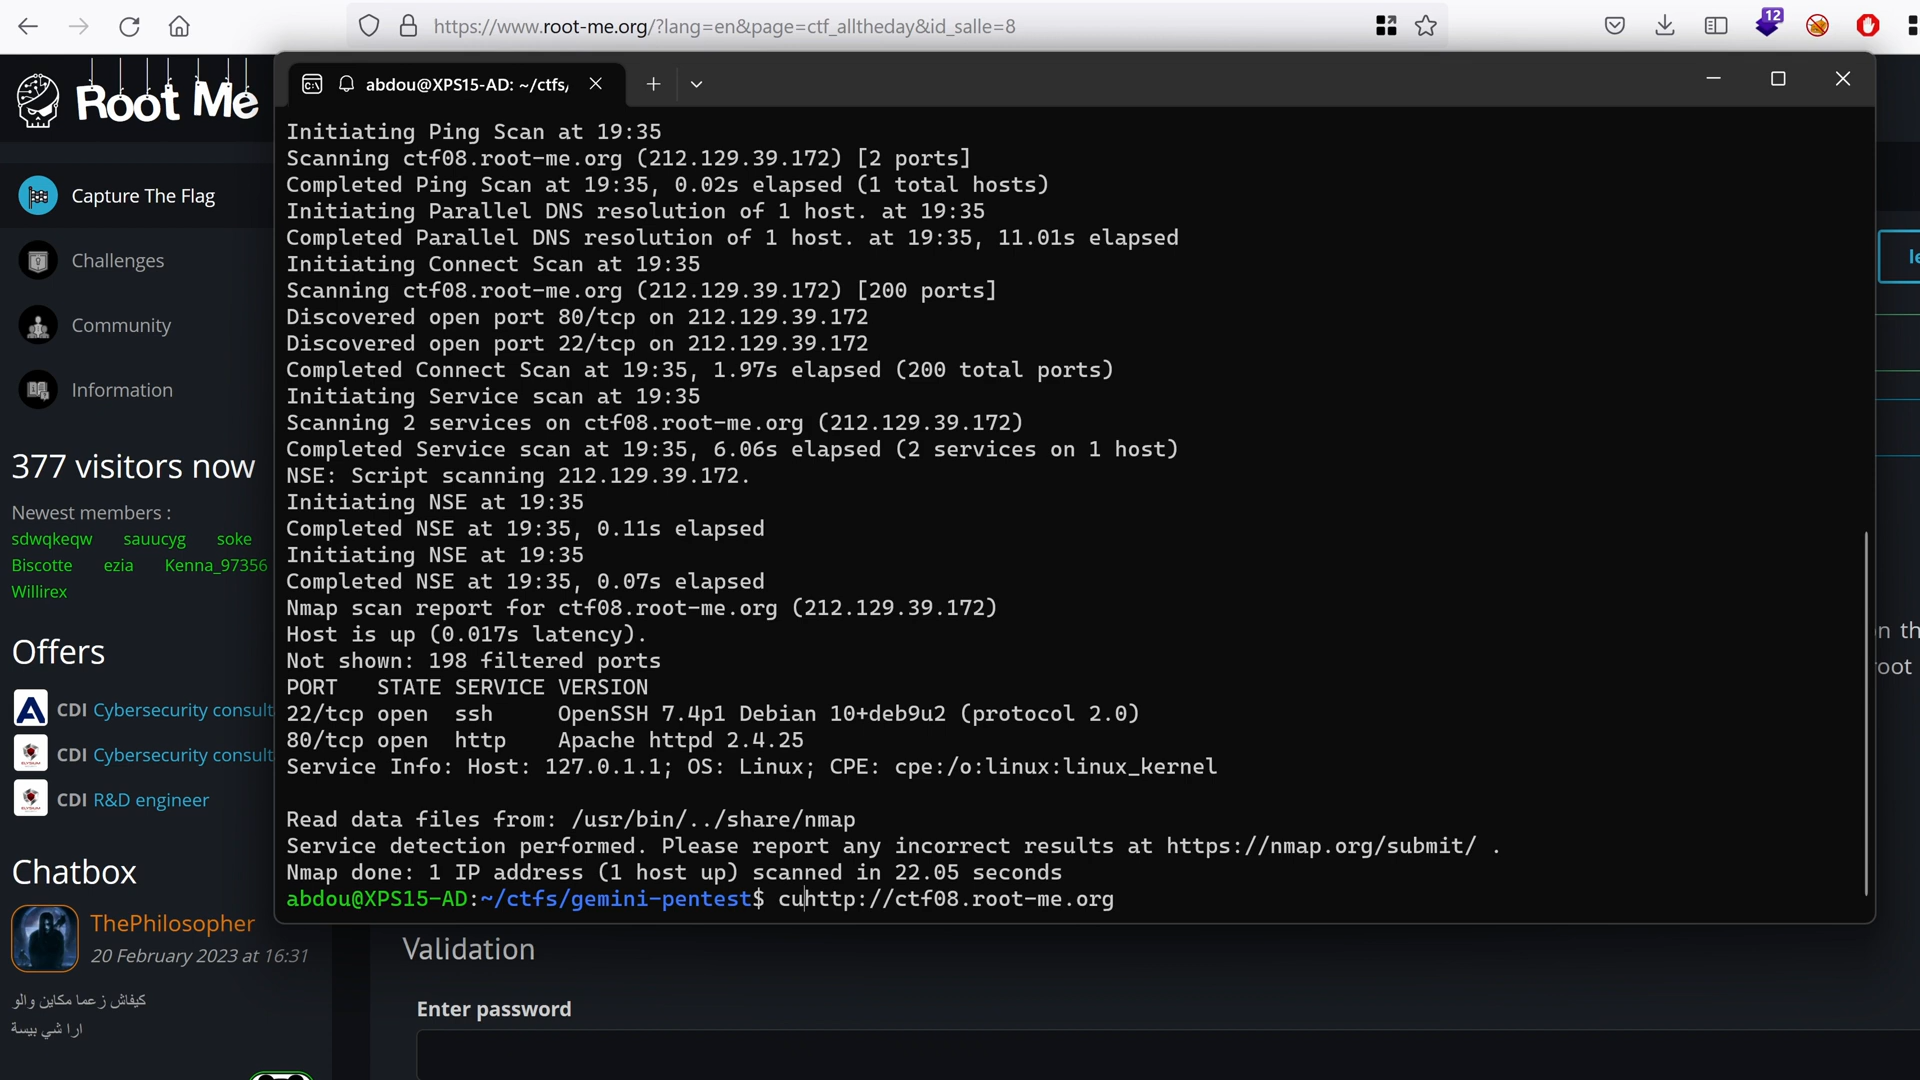 https://www.root-me.org/?lang=en&page=ctf_alltheday&id_salle=8
12
Root Me
abdou@XPS15-AD: ~/ctfs/
Capture The Flag
Challenges
Community
Information
377 visitors now
Newest members :
sdwqkeqw sauucyg soke
Biscotte ezia Kenna_97356
Willirex
Offers
CDI Cybersecurity consult
CDI Cybersecurity consult
CDI R&D engineer
Chatbox
ThePhilosopher
20 February 2023 at 16:31
كيفاش زعما مكاين والو
ارا شي بيسة
Initiating Ping Scan at 19:35
Scanning ctf08.root-me.org (212.129.39.172) [2 ports]
Completed Ping Scan at 19:35, 0.02s elapsed (1 total hosts)
Initiating Parallel DNS resolution of 1 host. at 19:35
Completed Parallel DNS resolution of 1 host. at 19:35, 11.01s elapsed
Initiating Connect Scan at 19:35
Scanning ctf08.root-me.org (212.129.39.172) [200 ports]
Discovered open port 80/tcp on 212.129.39.172
Discovered open port 22/tcp on 212.129.39.172
Completed Connect Scan at 19:35, 1.97s elapsed (200 total ports)
Initiating Service scan at 19:35
Scanning 2 services on ctf08.root-me.org (212.129.39.172)
Completed Service scan at 19:35, 6.06s elapsed (2 services on 1 host)
NSE: Script scanning 212.129.39.172.
Initiating NSE at 19:35
Completed NSE at 19:35, 0.11s elapsed
Initiating NSE at 19:35
Completed NSE at 19:35, 0.07s elapsed
Nmap scan report for ctf08.root-me.org (212.129.39.172)
Host is up (0.017s latency).
Not shown: 198 filtered ports
PORT STATE SERVICE VERSION
22/tcp open ssh OpenSSH 7.4p1 Debian 10+deb9u2 (protocol 2.0)
80/tcp open http Apache httpd 2.4.25
Service Info: Host: 127.0.1.1; OS: Linux; CPE: cpe:/o:linux:linux_kernel
Read data files from: /usr/bin/../share/nmap
Service detection performed. Please report any incorrect results at https://nmap.org/submit/ .
Nmap done: 1 IP address (1 host up) scanned in 22.05 seconds
abdou@XPS15-AD:~/ctfs/gemini-pentest$ cuhttp://ctf08.root-me.org
Validation
Enter password
le
n th
oot